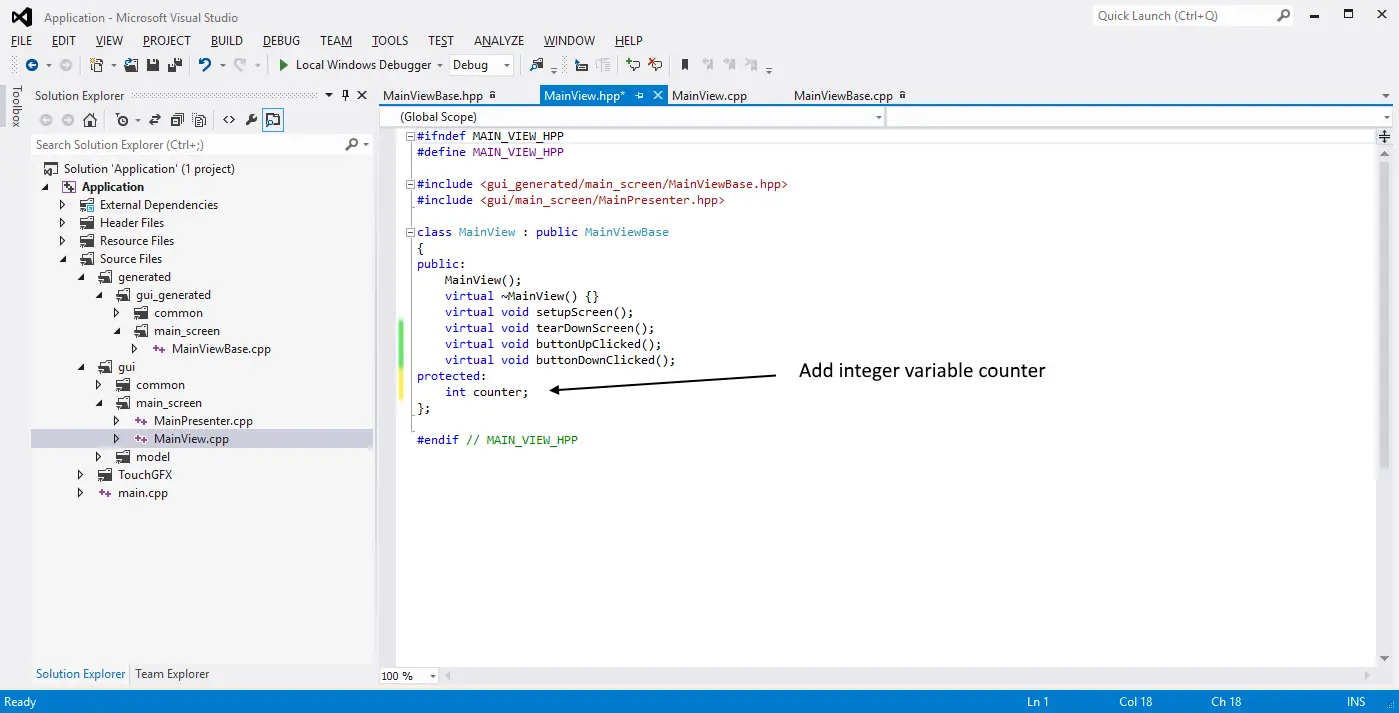 Application - Microsoft Visual Studio
Quick Launch (Ctrl+Q)
FILE EDIT VIEW PROJECT BUILD DEBUG TEAM TOOLS TEST ANALYZE WINDOW HELP
Local Windows Debugger Debug
Toolbox
Solution Explorer
MainViewBase.hpp MainView.hpp* MainView.cpp MainViewBase.cpp
(Global Scope)
Search Solution Explorer (Ctrl+;)
Solution 'Application' (1 project)
Application
External Dependencies
Header Files
Resource Files
Source Files
generated
gui_generated
common
main_screen
MainViewBase.cpp
gui
common
main_screen
MainPresenter.cpp
MainView.cpp
model
TouchGFX
main.cpp
Solution Explorer Team Explorer
#ifndef MAIN_VIEW_HPP
#define MAIN_VIEW_HPP
#include <gui_generated/main_screen/MainViewBase.hpp>
#include <gui/main_screen/MainPresenter.hpp>
class MainView : public MainViewBase
{
public:
MainView();
virtual ~MainView() {}
virtual void setupScreen();
virtual void tearDownScreen();
virtual void buttonUpClicked();
virtual void buttonDownClicked();
protected:
int counter;
};
#endif // MAIN_VIEW_HPP
Add integer variable counter
100 %
Ready Ln 1 Col 18 Ch 18 INS